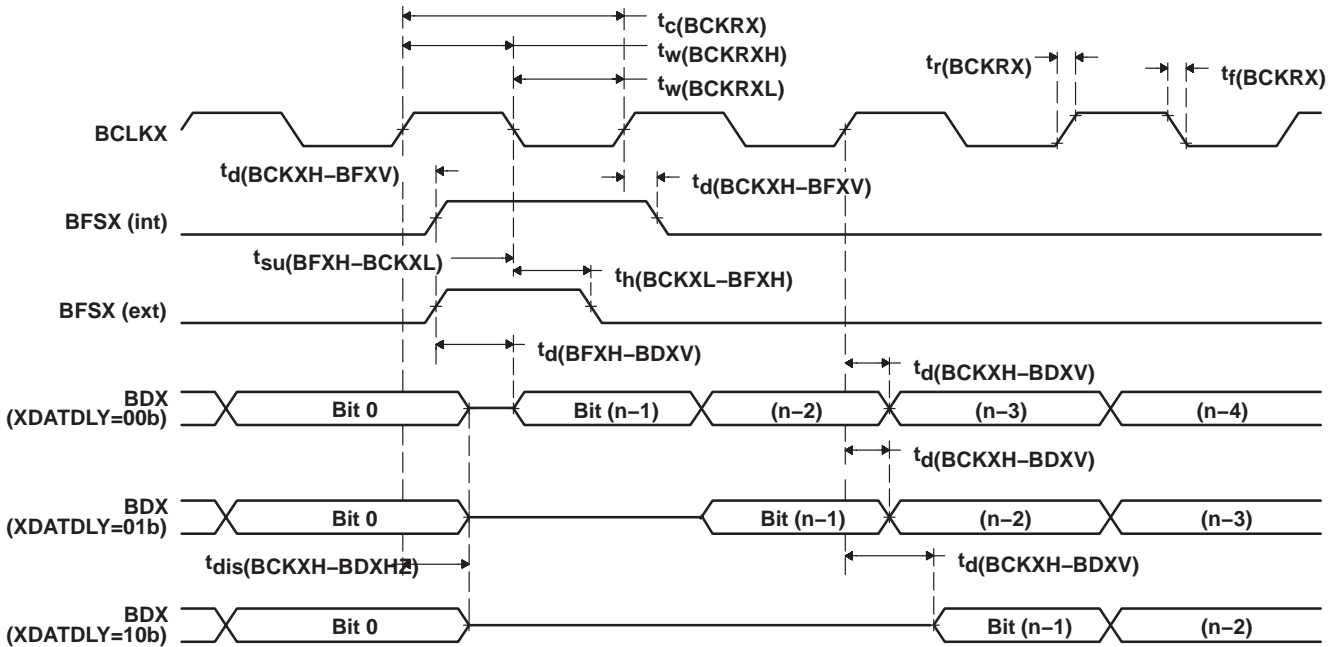 tc(BCKRX)
tw(BCKRXH)
tr(BCKRX)
tf(BCKRX)
tw(BCKRXL)
BCLKX
td(BCKXH–BFXV)
td(BCKXH–BFXV)
BFSX (int)
tsu(BFXH–BCKXL)
th(BCKXL–BFXH)
BFSX (ext)
td(BFXH–BDXV)
td(BCKXH–BDXV)
BDX
(XDATDLY=00b)
Bit 0
Bit (n–1)
(n–2)
(n–3)
(n–4)
td(BCKXH–BDXV)
BDX
(XDATDLY=01b)
Bit 0
Bit (n–1)
(n–2)
(n–3)
tdis(BCKXH–BDXHZ)
td(BCKXH–BDXV)
BDX
(XDATDLY=10b)
Bit 0
Bit (n–1)
(n–2)